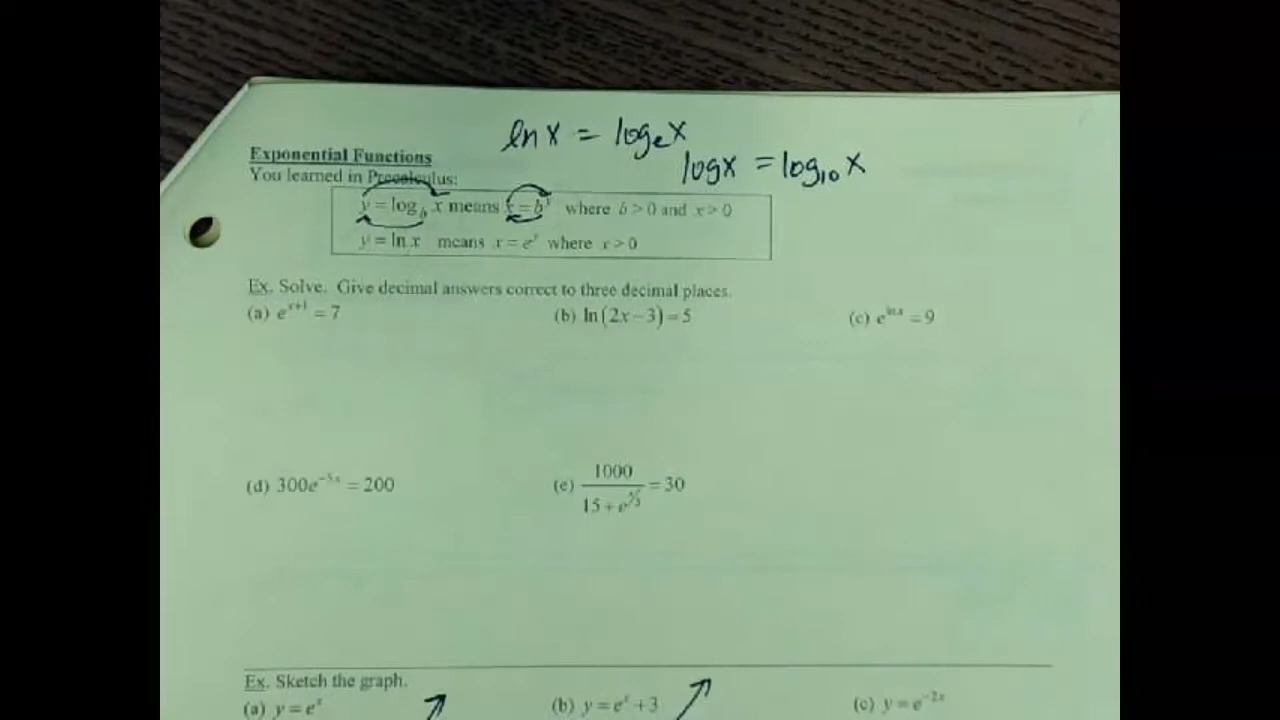 ln x = logₑx
log x = log₁₀ x
Exponential Functions
You learned in Precalculus:
y = log_b x means x = b^y where b > 0 and x > 0
y = ln x means x = e^y where x > 0
Ex. Solve. Give decimal answers correct to three decimal places.
(a) e^(x+1) = 7 (b) ln(2x − 3) = 5 (c) e^(ln x) = 9
(d) 300e^(−5x) = 200 (e) 1000/(15 + e^(x/3)) = 30
Ex. Sketch the graph.
(a) y = e^x (b) y = e^x + 3 (c) y = e^(−2x)